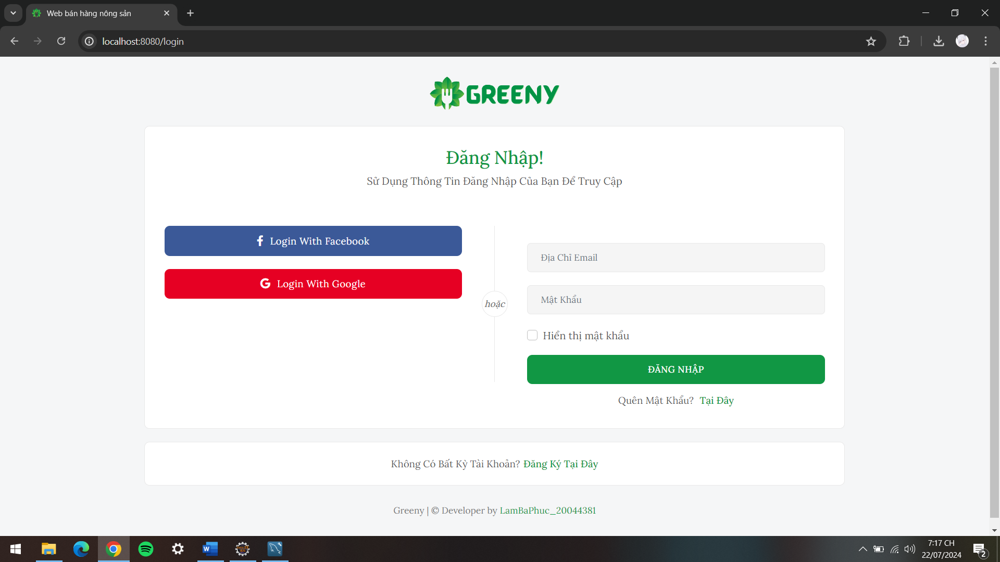 Web bán hàng nông sản
localhost:8080/login
GREENY
Đăng Nhập!
Sử Dụng Thông Tin Đăng Nhập Của Bạn Để Truy Cập
Login With Facebook
Login With Google
hoặc
Địa Chỉ Email
Mật Khẩu
Hiển thị mật khẩu
ĐĂNG NHẬP
Quên Mật Khẩu? Tại Đây
Không Có Bất Kỳ Tài Khoản? Đăng Ký Tại Đây
Greeny | © Developer by LamBaPhuc_20044381
7:17 CH
22/07/2024
2